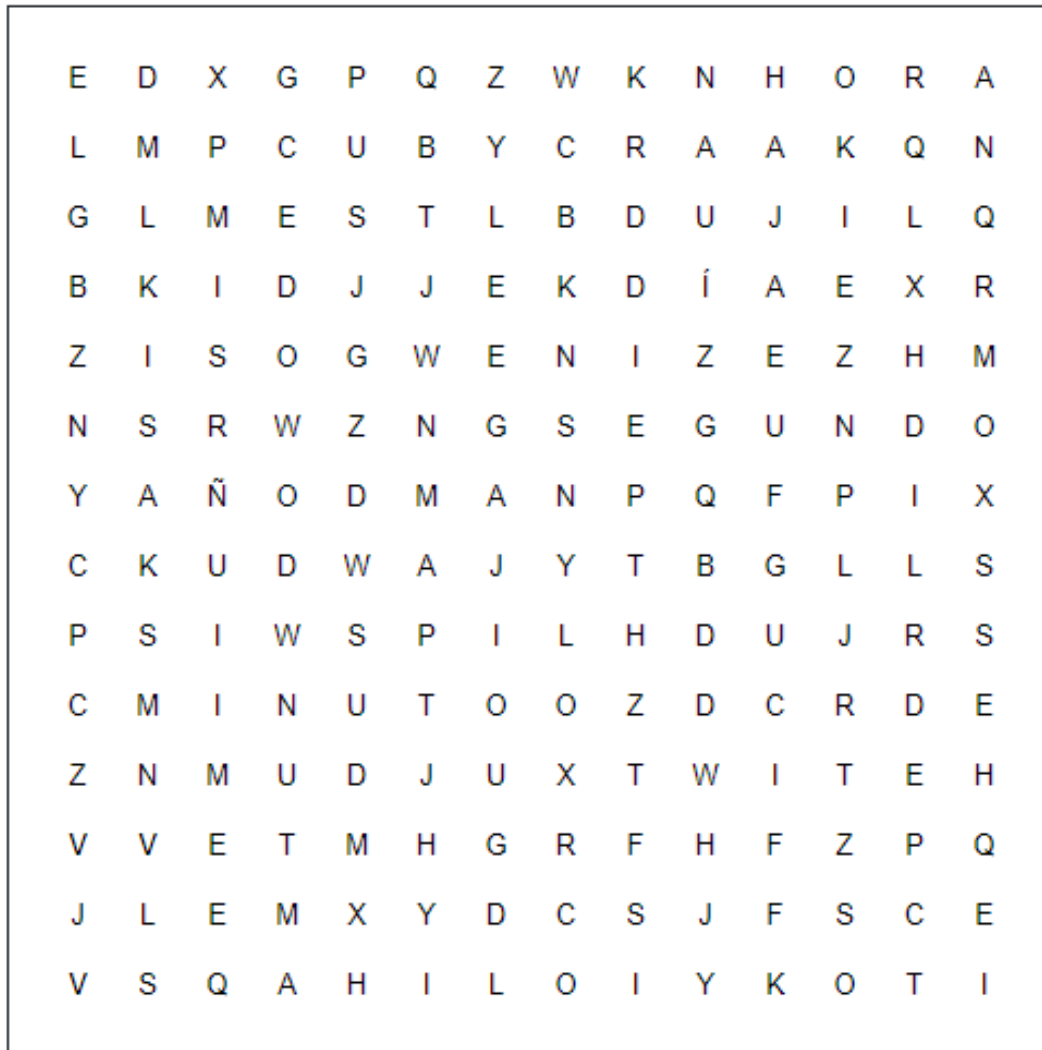 E D X G P Q Z W K N H O R A
L M P C U B Y C R A A K Q N
G L M E S T L B D U J I L Q
B K I D J J E K D Í A E X R
Z I S O G W E N I Z E Z H M
N S R W Z N G S E G U N D O
Y A Ñ O D M A N P Q F P I X
C K U D W A J Y T B G L L S
P S I W S P I L H D U J R S
C M I N U T O O Z D C R D E
Z N M U D J U X T W I T E H
V V E T M H G R F H F Z P Q
J L E M X Y D C S J F S C E
V S Q A H I L O I Y K O T I